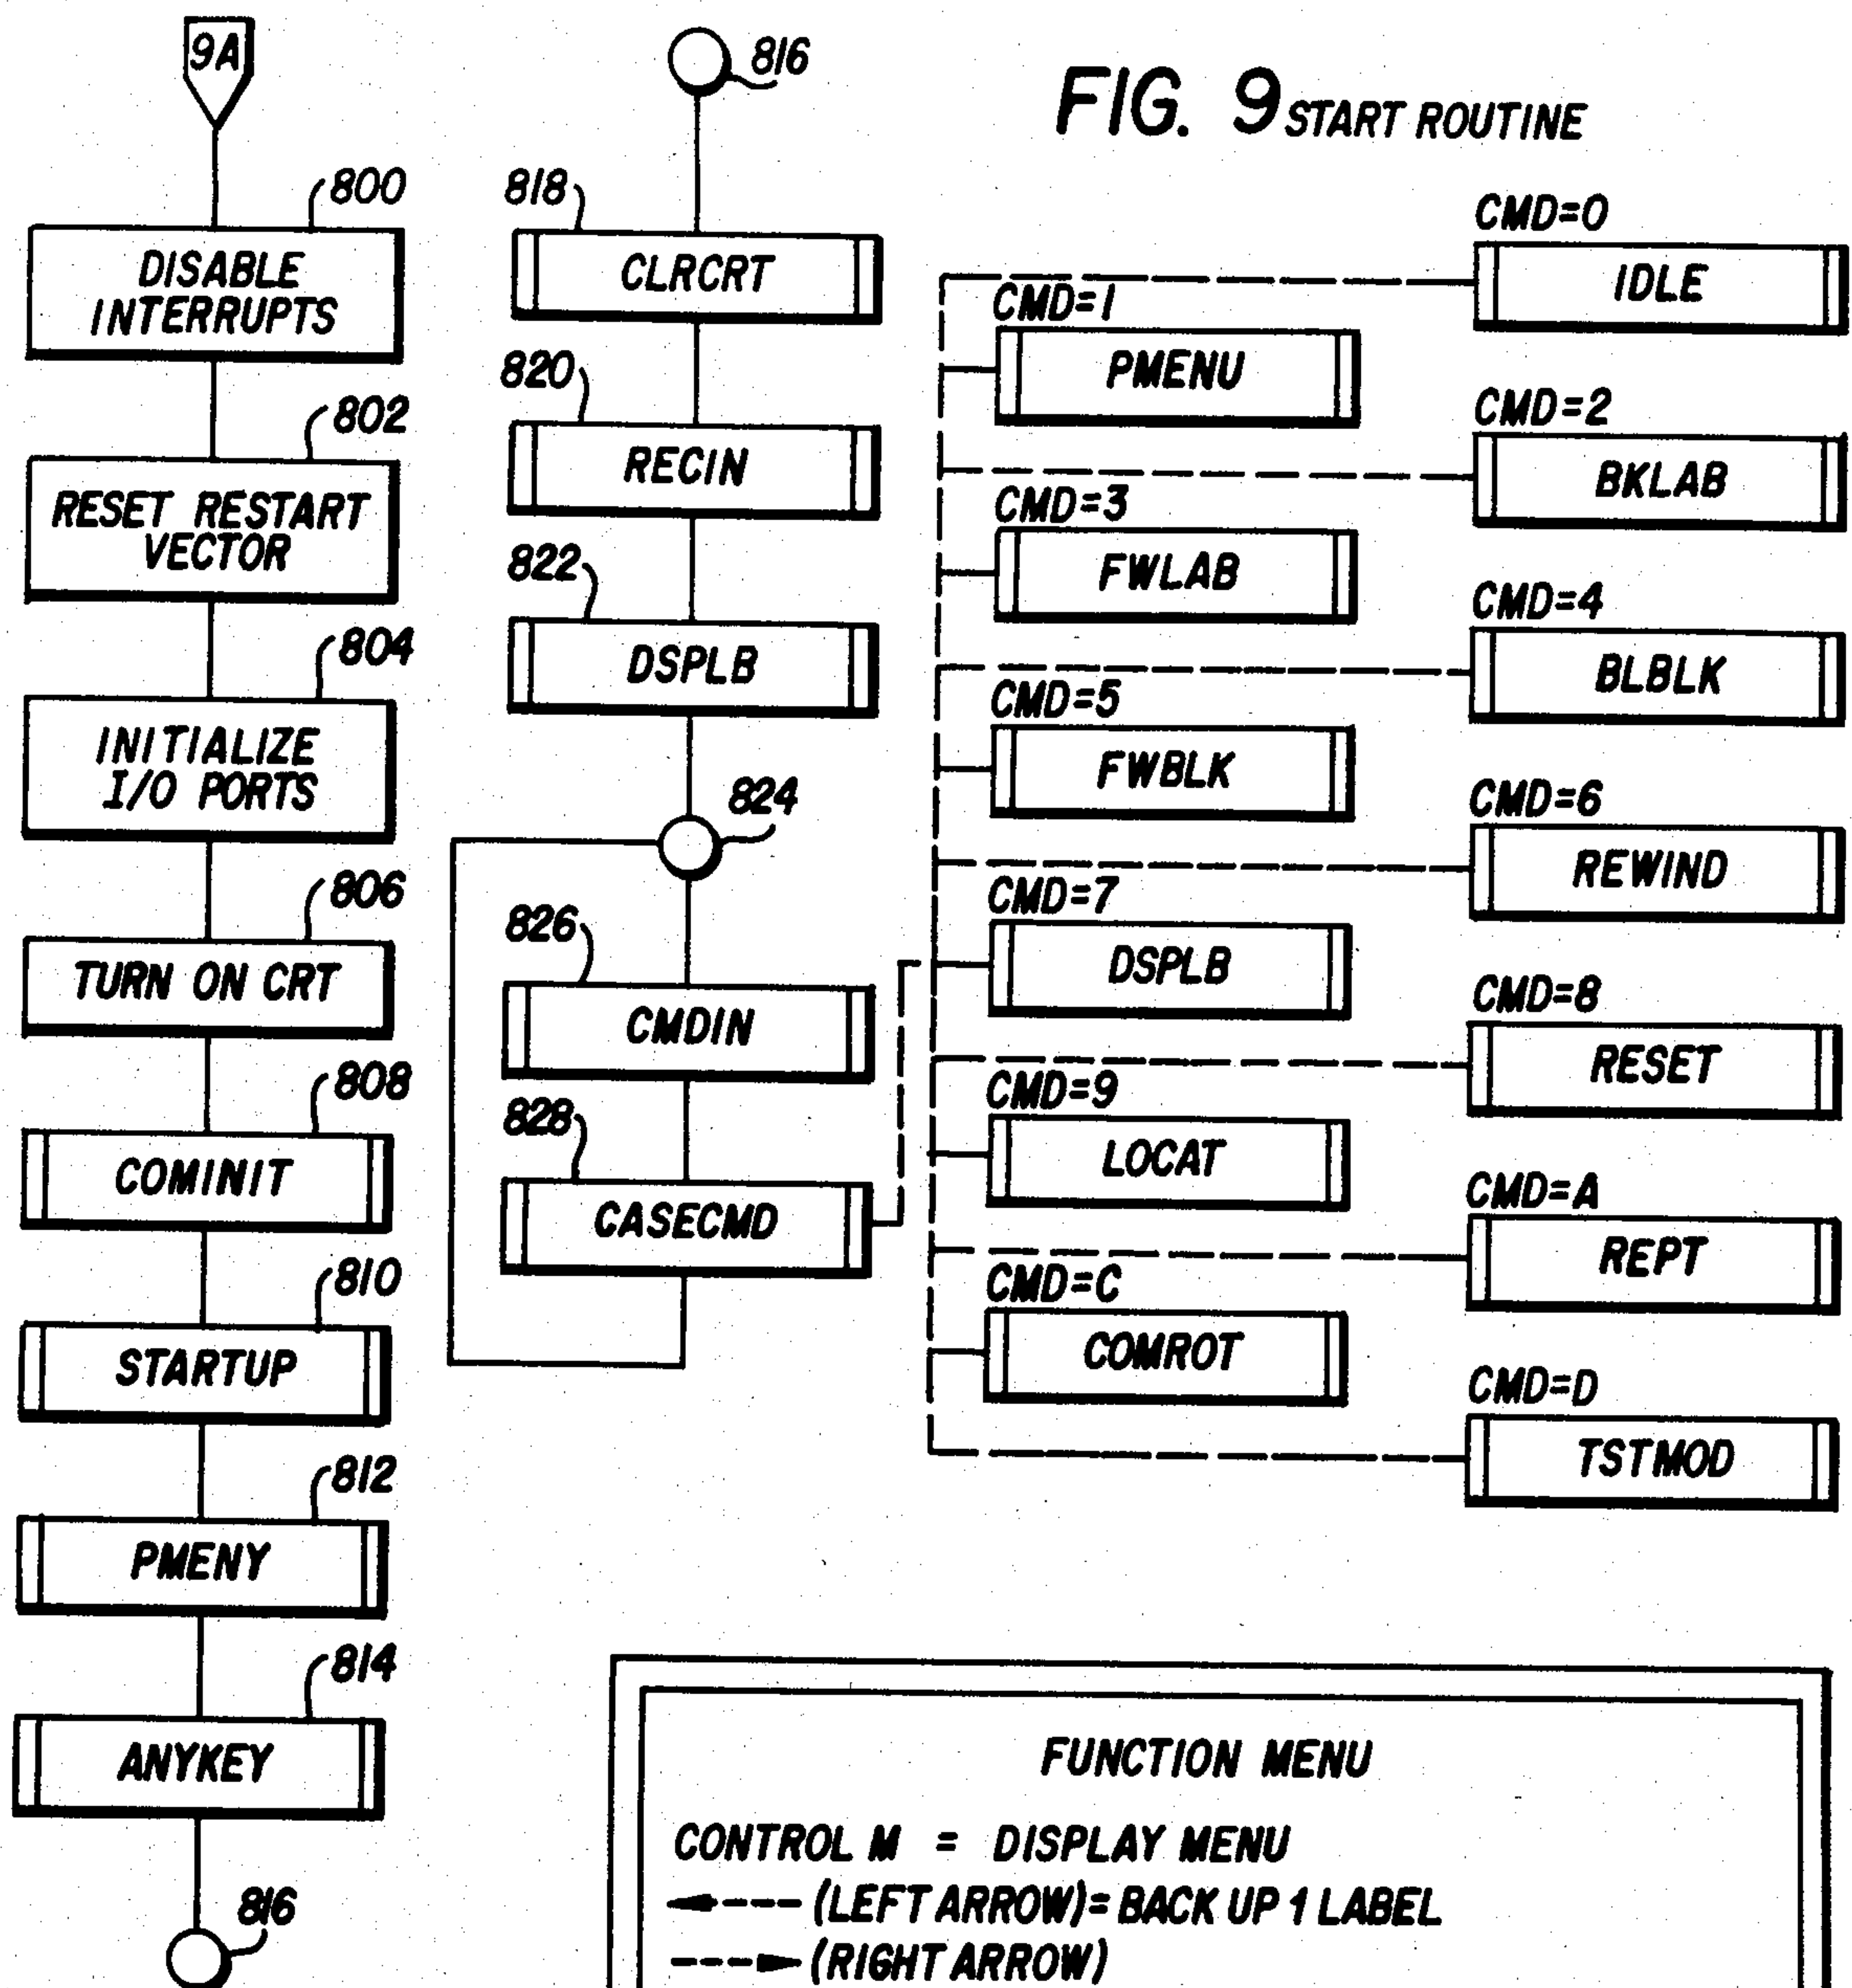 9A
800
DISABLE
INTERRUPTS
802
RESET RESTART
VECTOR
804
INITIALIZE
I/O PORTS
806
TURN ON CRT
808
COMINIT
810
STARTUP
812
PMENY
814
ANYKEY
816
816
818
CLRCRT
820
RECIN
822
DSPLB
824
826
CMDIN
828
CASECMD
FIG. 9 START ROUTINE
CMD=0
IDLE
CMD=1
PMENU
CMD=2
BKLAB
CMD=3
FWLAB
CMD=4
BLBLK
CMD=5
FWBLK
CMD=6
REWIND
CMD=7
DSPLB
CMD=8
RESET
CMD=9
LOCAT
CMD=A
REPT
CMD=C
COMROT
CMD=D
TSTMOD
FUNCTION MENU
CONTROL M = DISPLAY MENU
(LEFT ARROW)= BACK UP 1 LABEL
(RIGHT ARROW)